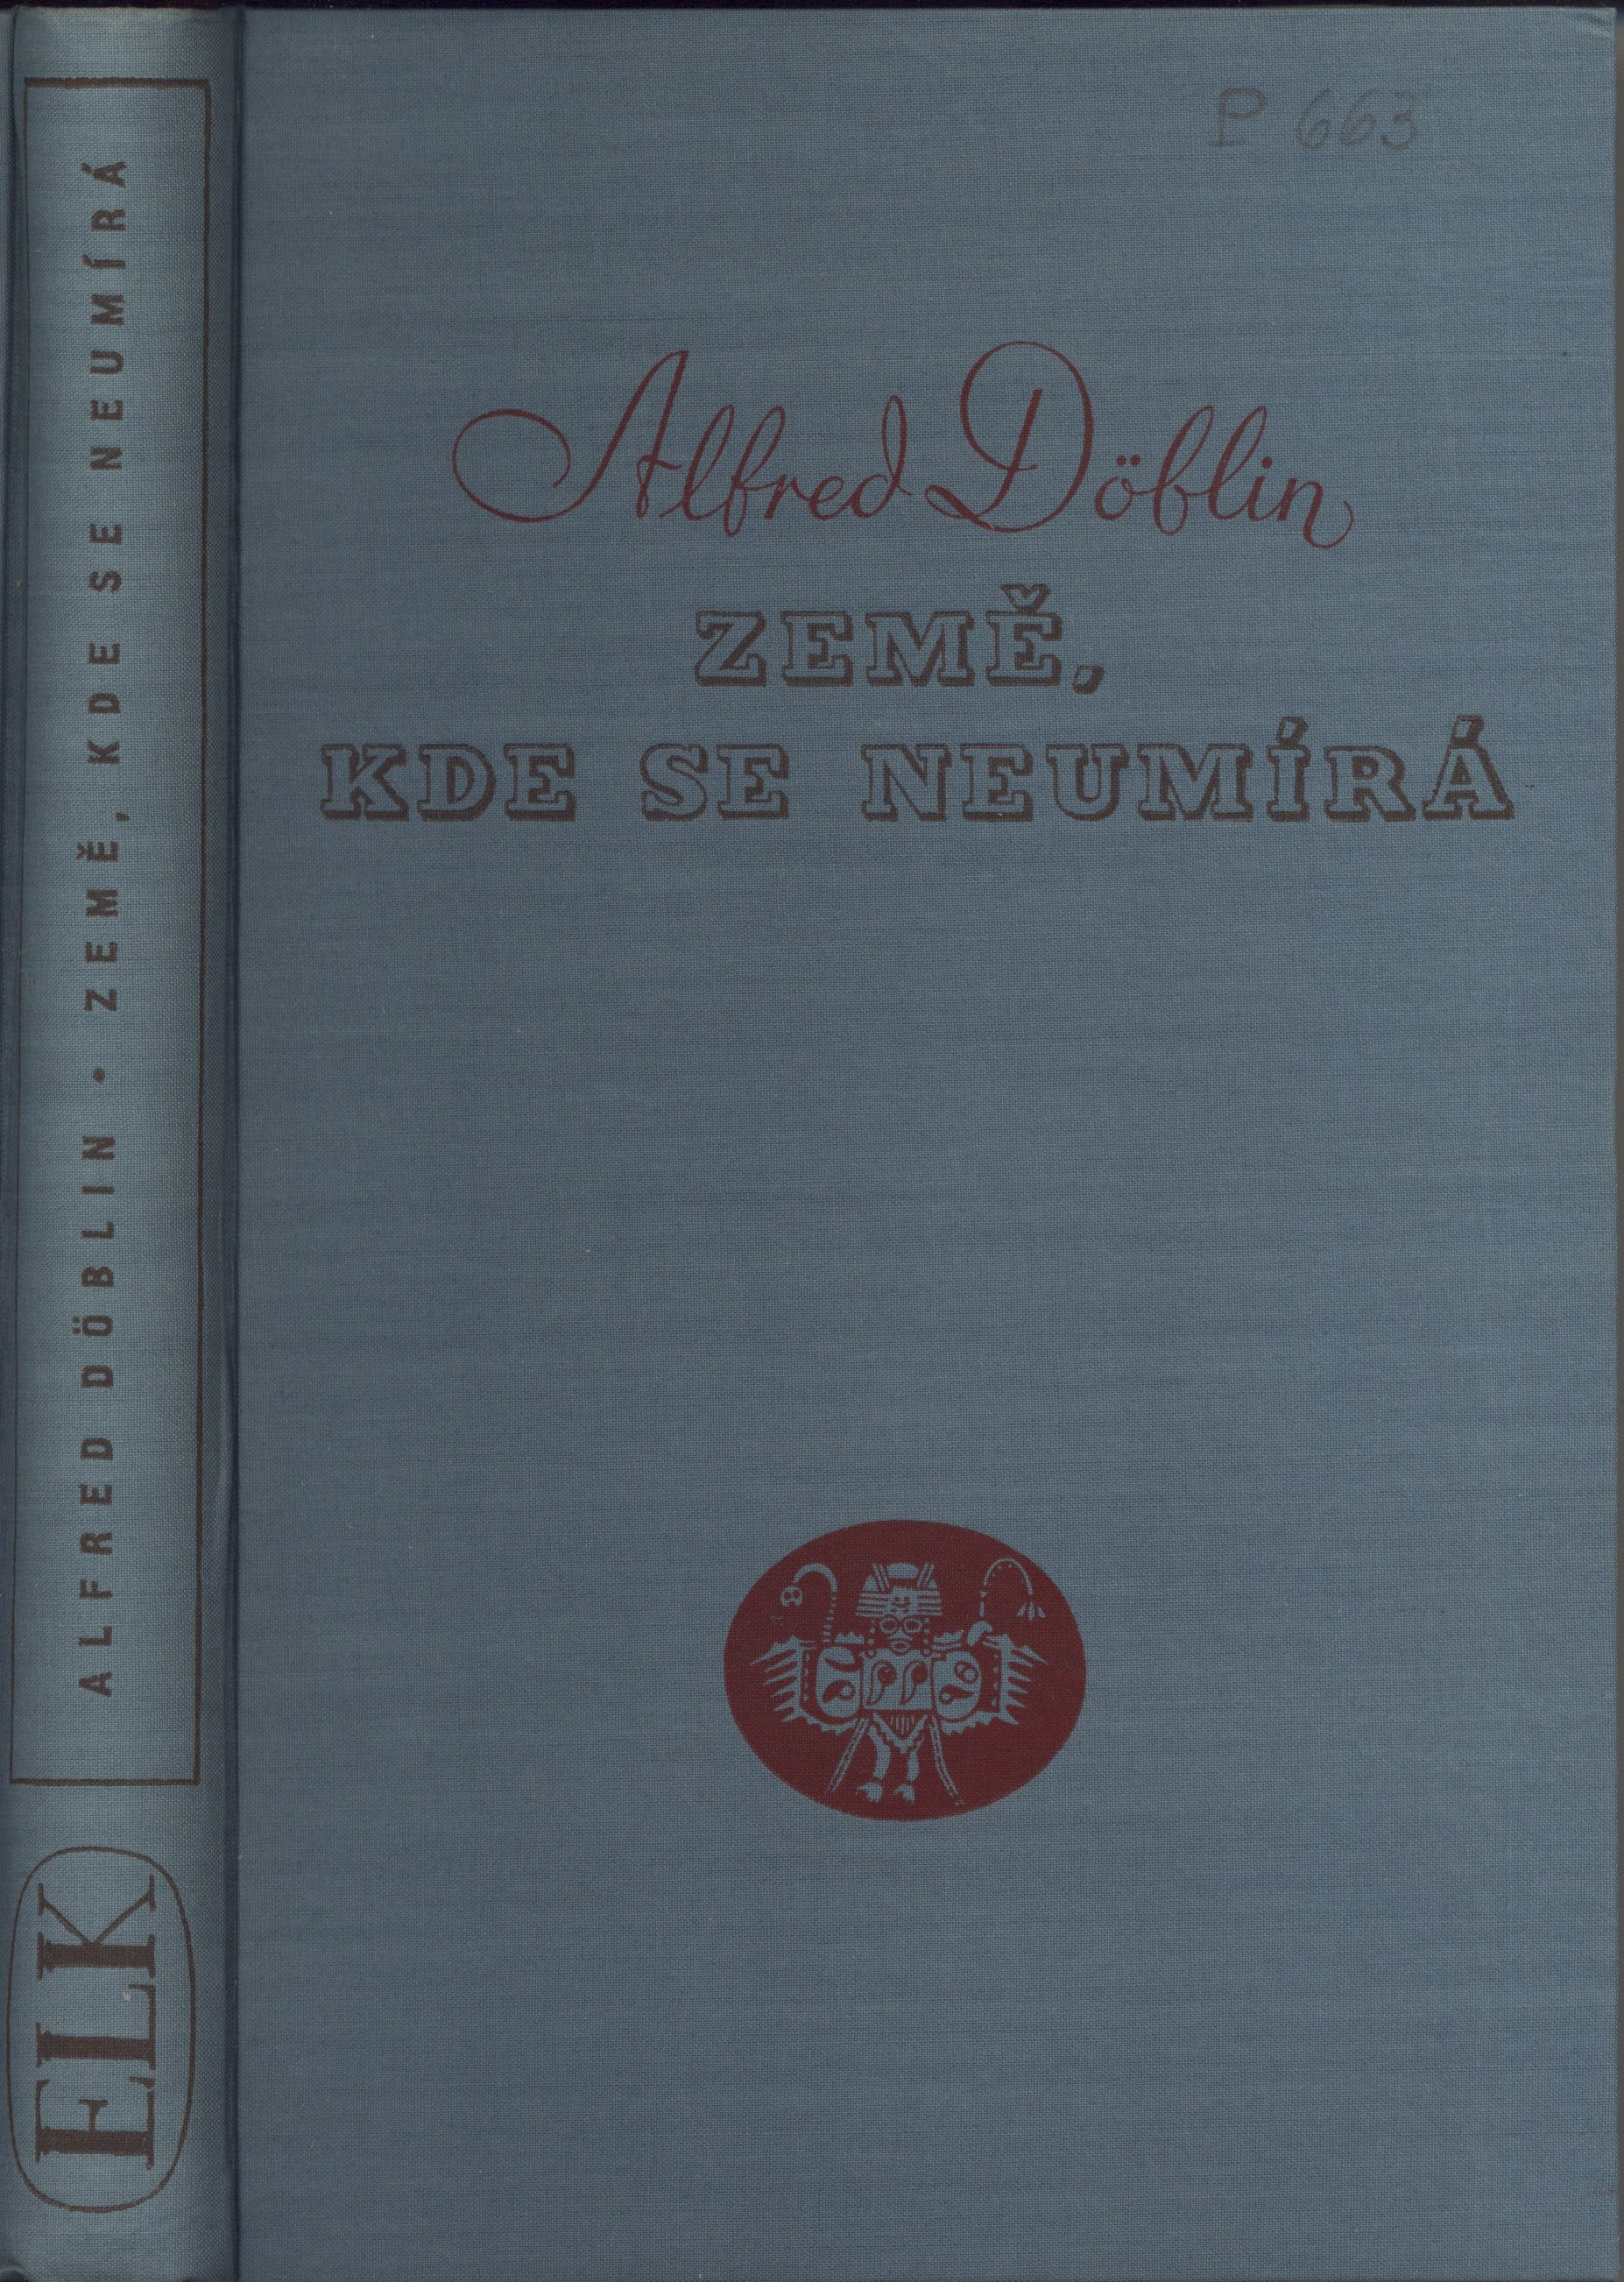 P 663
Alfred Döblin
ZEMĚ,
KDE SE NEUMÍRÁ
ALFRED DÖBLIN • ZEMĚ, KDE SE NEUMÍRÁ
ELK